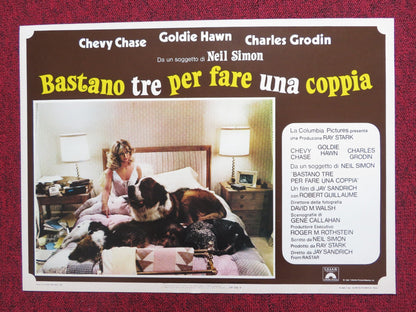 Chevy Chase Goldie Hawn Charles Grodin
Da un soggetto di Neil Simon
Bastano tre per fare una coppia
La Columbia Pictures presenta
una Produzione RAY STARK
CHEVY CHASE GOLDIE HAWN CHARLES GRODIN
Da un soggetto di NEIL SIMON
"BASTANO TRE
PER FARE UNA COPPIA"
Un film di JAY SANDRICH
con ROBERT GUILLAUME
Direttore della fotografia
DAVID M. WALSH
Scenografie di
GENE CALLAHAN
Produttore Esecutivo
ROGER M. ROTHSTEIN
Scritto da NEIL SIMON
Prodotto da RAY STARK
Diretto da JAY SANDRICH
From RASTAR